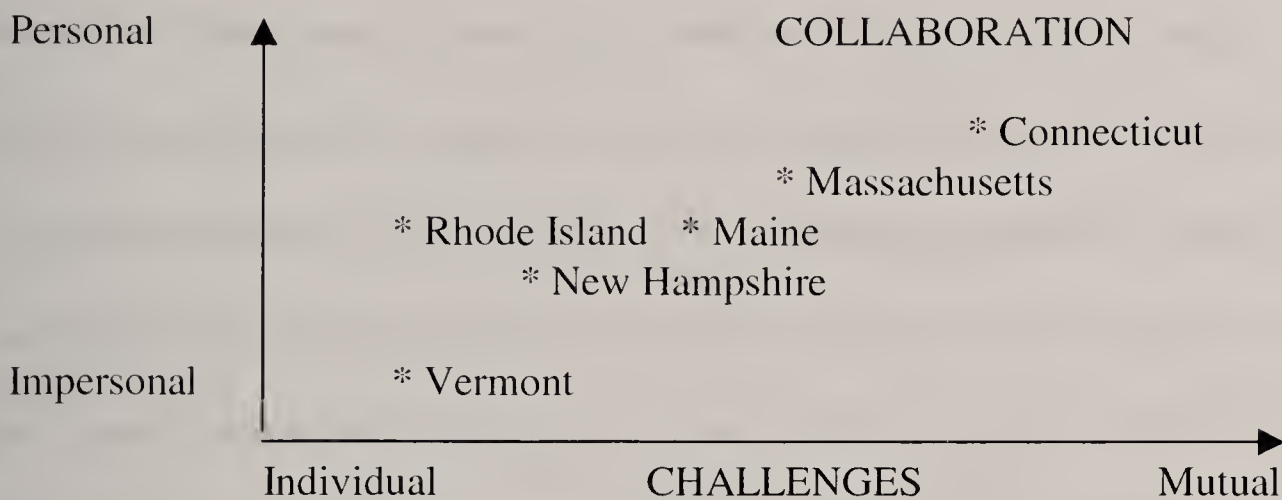 Personal COLLABORATION
* Connecticut
* Massachusetts
* Rhode Island * Maine
* New Hampshire
Impersonal * Vermont
Individual CHALLENGES Mutual